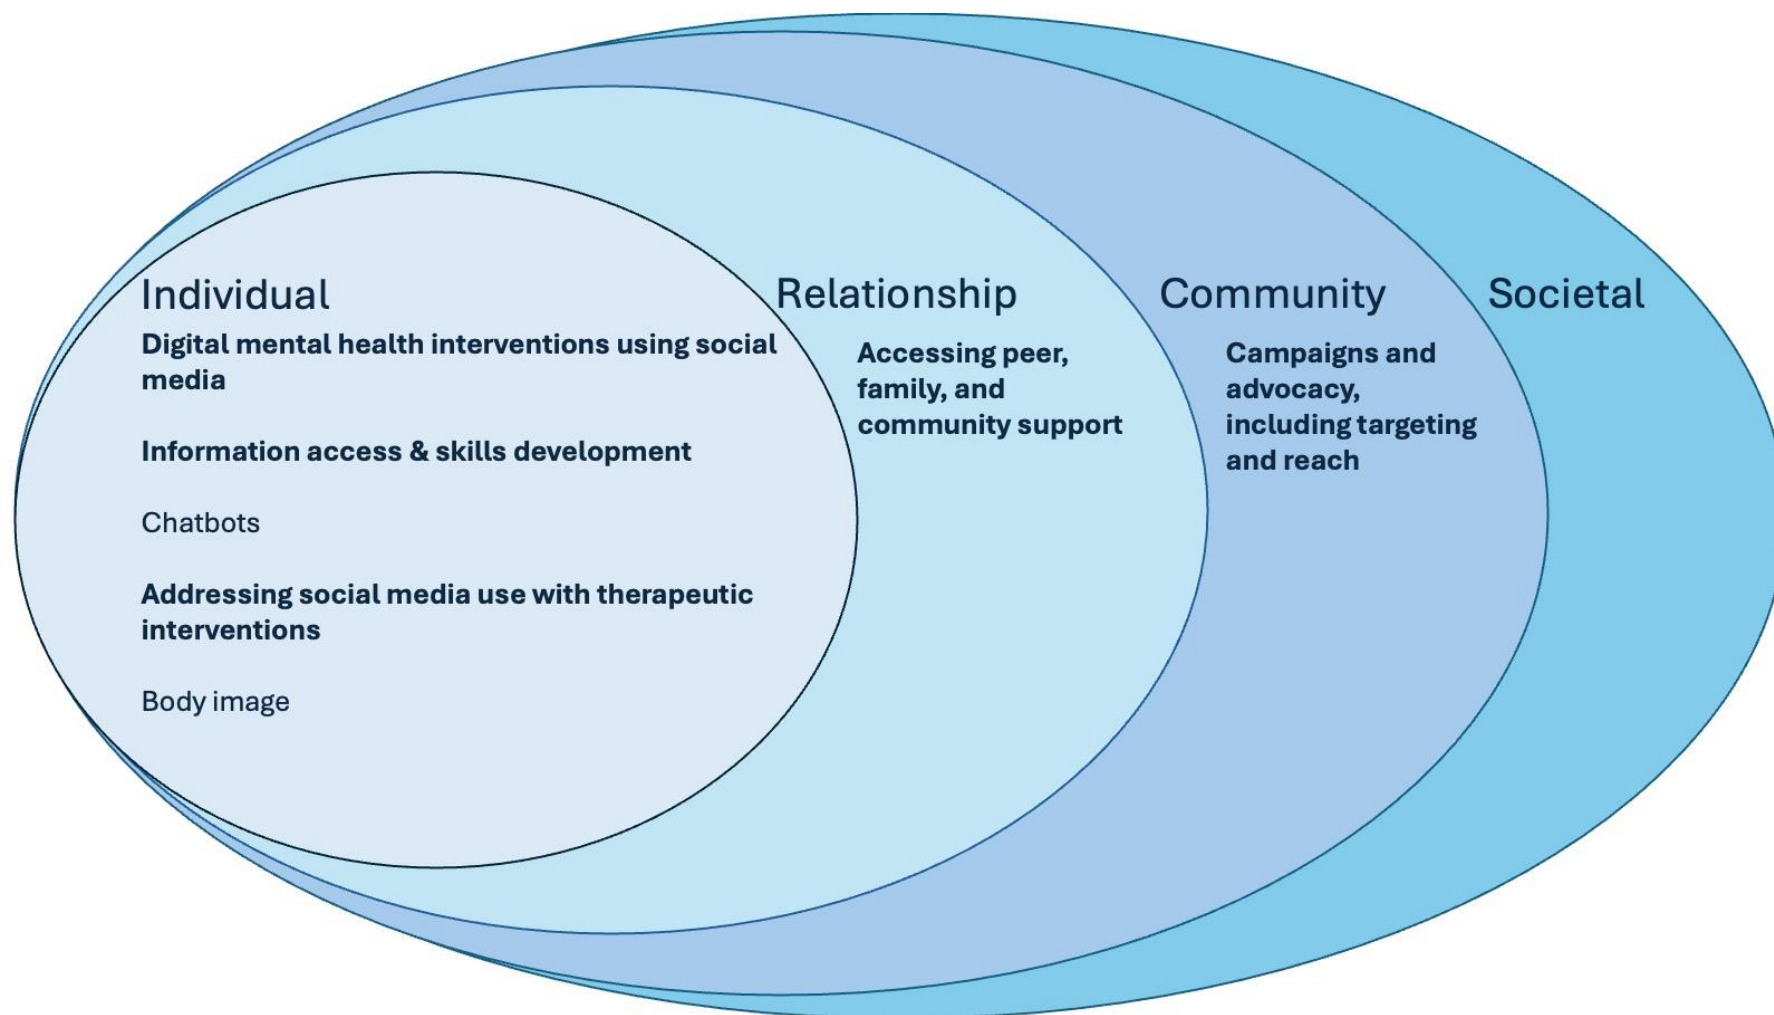 Individual
Digital mental health interventions using social
media
Information access & skills development
Chatbots
Addressing social media use with therapeutic
interventions
Body image
Relationship
Accessing peer,
family, and
community support
Community
Campaigns and
advocacy,
including targeting
and reach
Societal